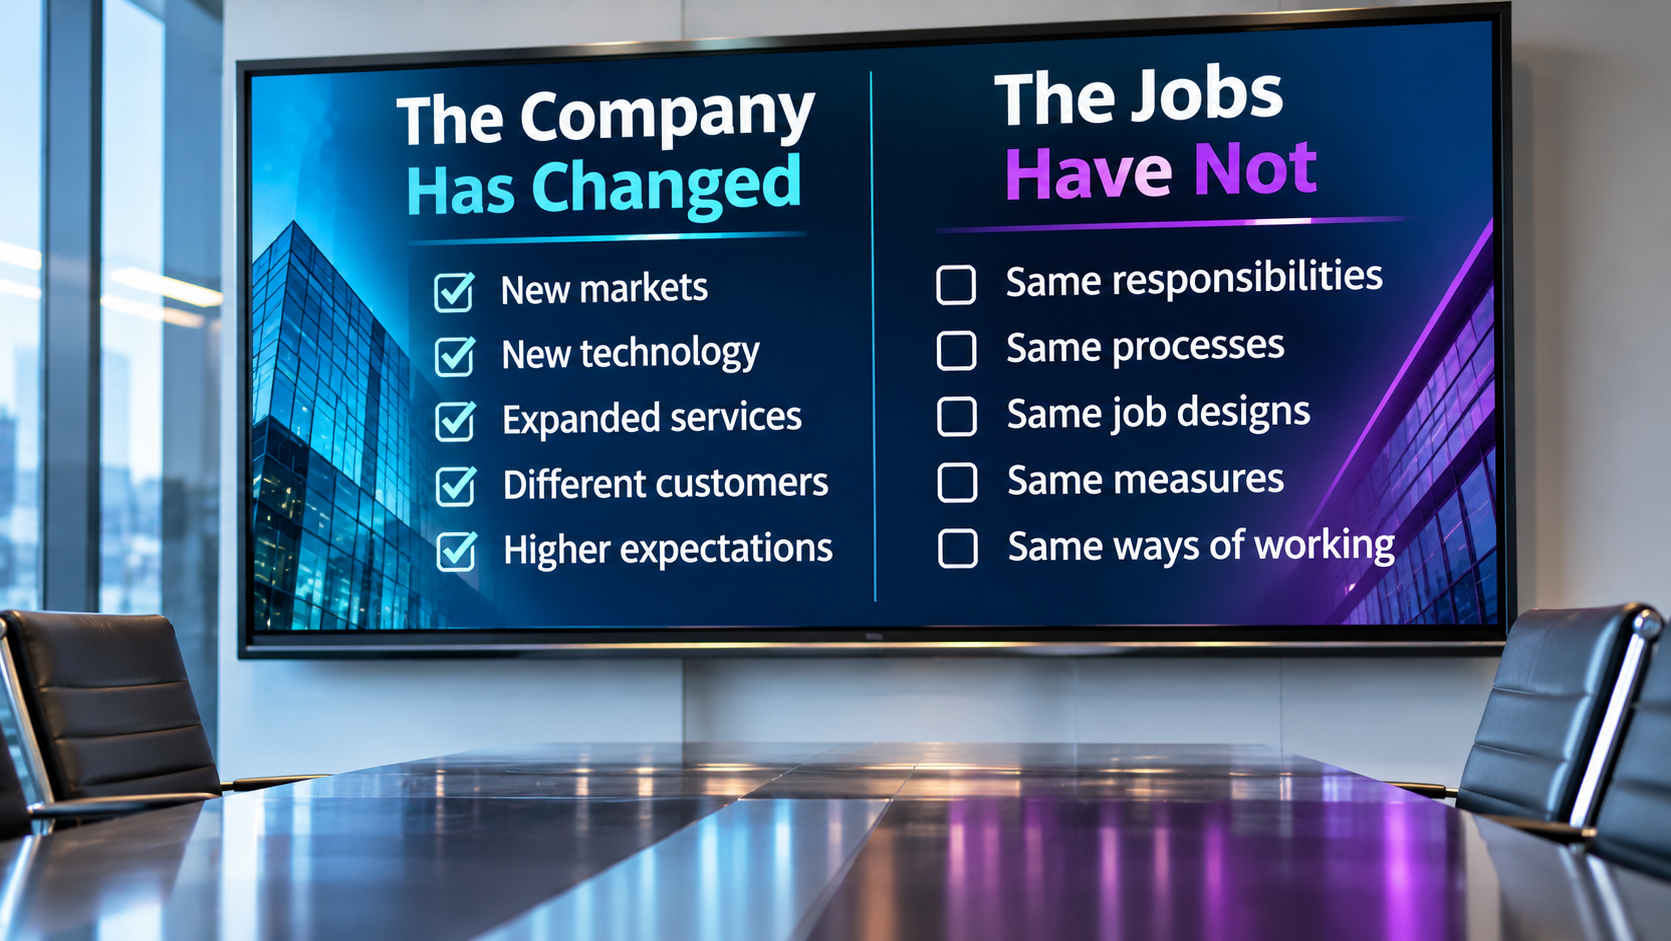 The Company
Has Changed
New markets
New technology
Expanded services
Different customers
Higher expectations
The Jobs
Have Not
Same responsibilities
Same processes
Same job designs
Same measures
Same ways of working